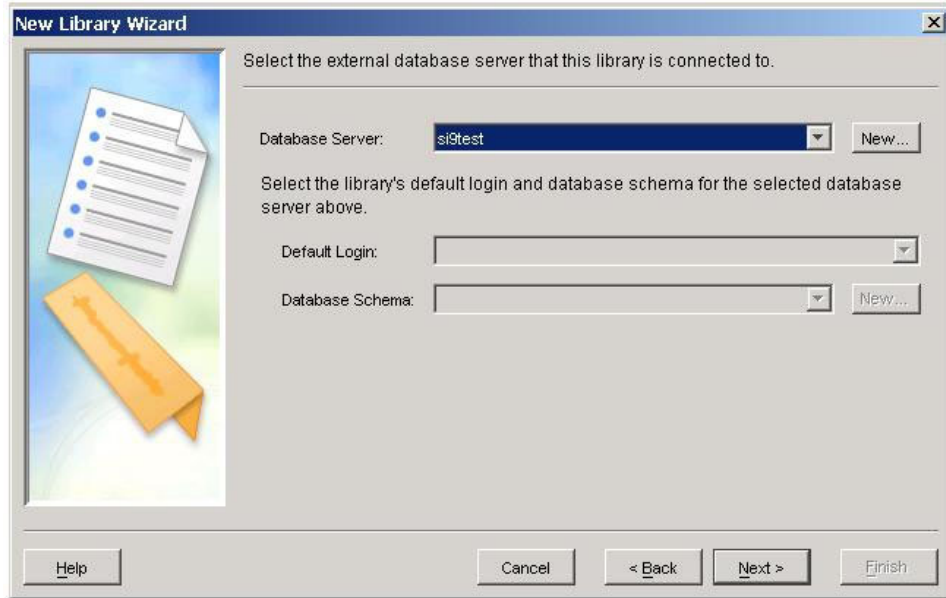 New Library Wizard
Select the external database server that this library is connected to.
Database Server: si9test New...
Select the library's default login and database schema for the selected database
server above.
Default Login:
Database Schema: New...
Help Cancel < Back Next > Finish